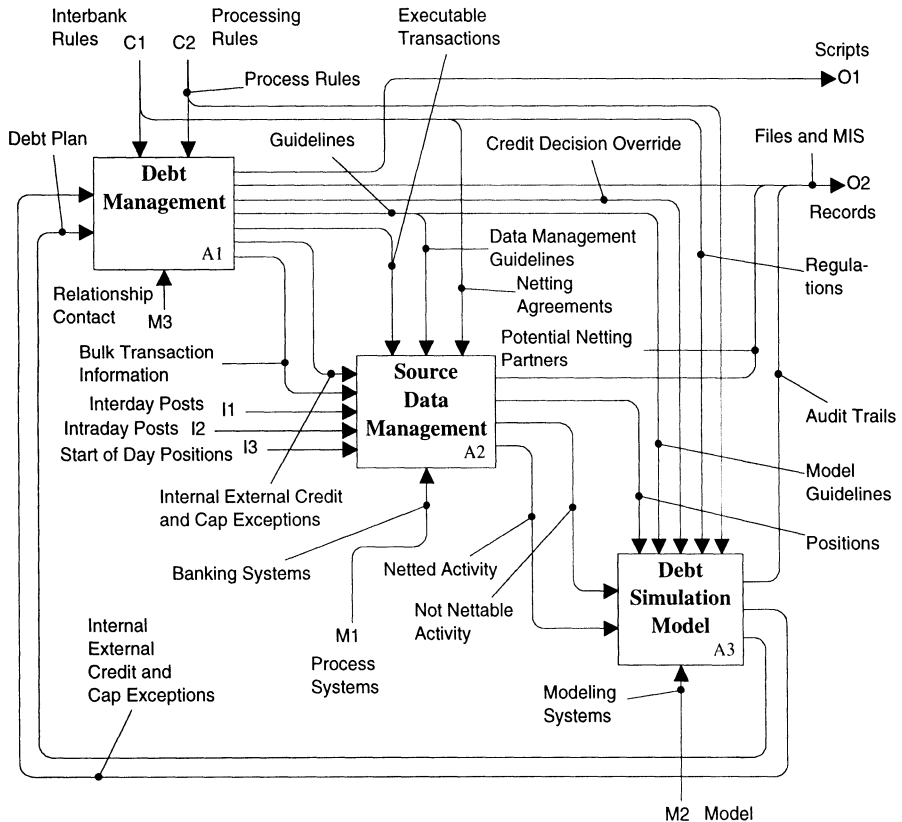 Interbank
Rules
C1
C2
Processing
Rules
Executable
Transactions
Scripts
O1
Process Rules
Debt Plan
Guidelines
Credit Decision Override
Files and MIS
O2
Records
Debt
Management
A1
Data Management
Guidelines
Netting
Agreements
Regula-
tions
Relationship
Contact
M3
Potential Netting
Partners
Bulk Transaction
Information
Source
Data
Management
A2
Interday Posts I1
Intraday Posts I2
Start of Day Positions I3
Audit Trails
Model
Guidelines
Internal External Credit
and Cap Exceptions
Positions
Banking Systems
Netted Activity
Not Nettable
Activity
Debt
Simulation
Model
A3
M1
Process
Systems
Internal
External
Credit and
Cap Exceptions
Modeling
Systems
M2 Model